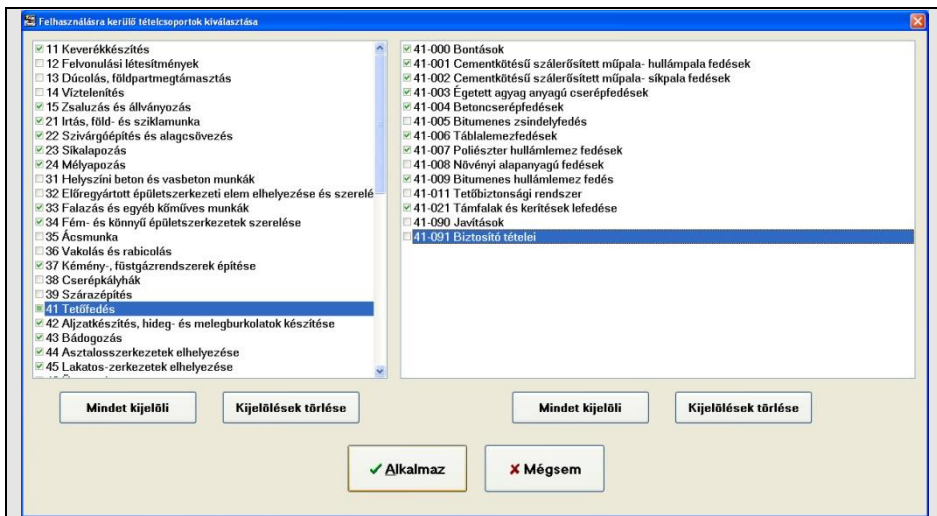 Felhasználásra kerülő tételcsoportok kiválasztása
11 Keverékkészítés
12 Felvonulási létesítmények
13 Dúcolás, földpartmegtámasztás
14 Víztelenítés
15 Zsaluzás és állványozás
21 Irtás, föld- és sziklamunka
22 Szivárgóépítés és alagcsövezés
23 Síkalapozás
24 Mélyapozás
31 Helyszíni beton és vasbeton munkák
32 Előregyártott épületszerkezeti elem elhelyezése és szerelé
33 Falazás és egyéb kőműves munkák
34 Fém- és könnyű épületszerkezetek szerelése
35 Ácsmunka
36 Vakolás és rabicolás
37 Kémény-, füstgázrendszerek építése
38 Cserépkályhák
39 Szárazépítés
41 Tetőfedés
42 Aljzatkészítés, hideg- és melegburkolatok készítése
43 Bádogozás
44 Asztalosszerkezetek elhelyezése
45 Lakatos-zerkezetek elhelyezése
41-000 Bontások
41-001 Cementkötésű szálerősített műpala- hullámpala fedések
41-002 Cementkötésű szálerősített műpala- síkpala fedések
41-003 Égetett agyag anyagú cserépfedések
41-004 Betoncserépfedések
41-005 Bitumenes zsindelyfedés
41-006 Táblalemezfedések
41-007 Poliészter hullámlemez fedések
41-008 Növényi alapanyagú fedések
41-009 Bitumenes hullámlemez fedés
41-011 Tetőbiztonsági rendszer
41-021 Támfalak és kerítések lefedése
41-090 Javítások
41-091 Biztosító tételei
Mindet kijelöli
Kijelölések törlése
Mindet kijelöli
Kijelölések törlése
Alkalmaz
Mégsem